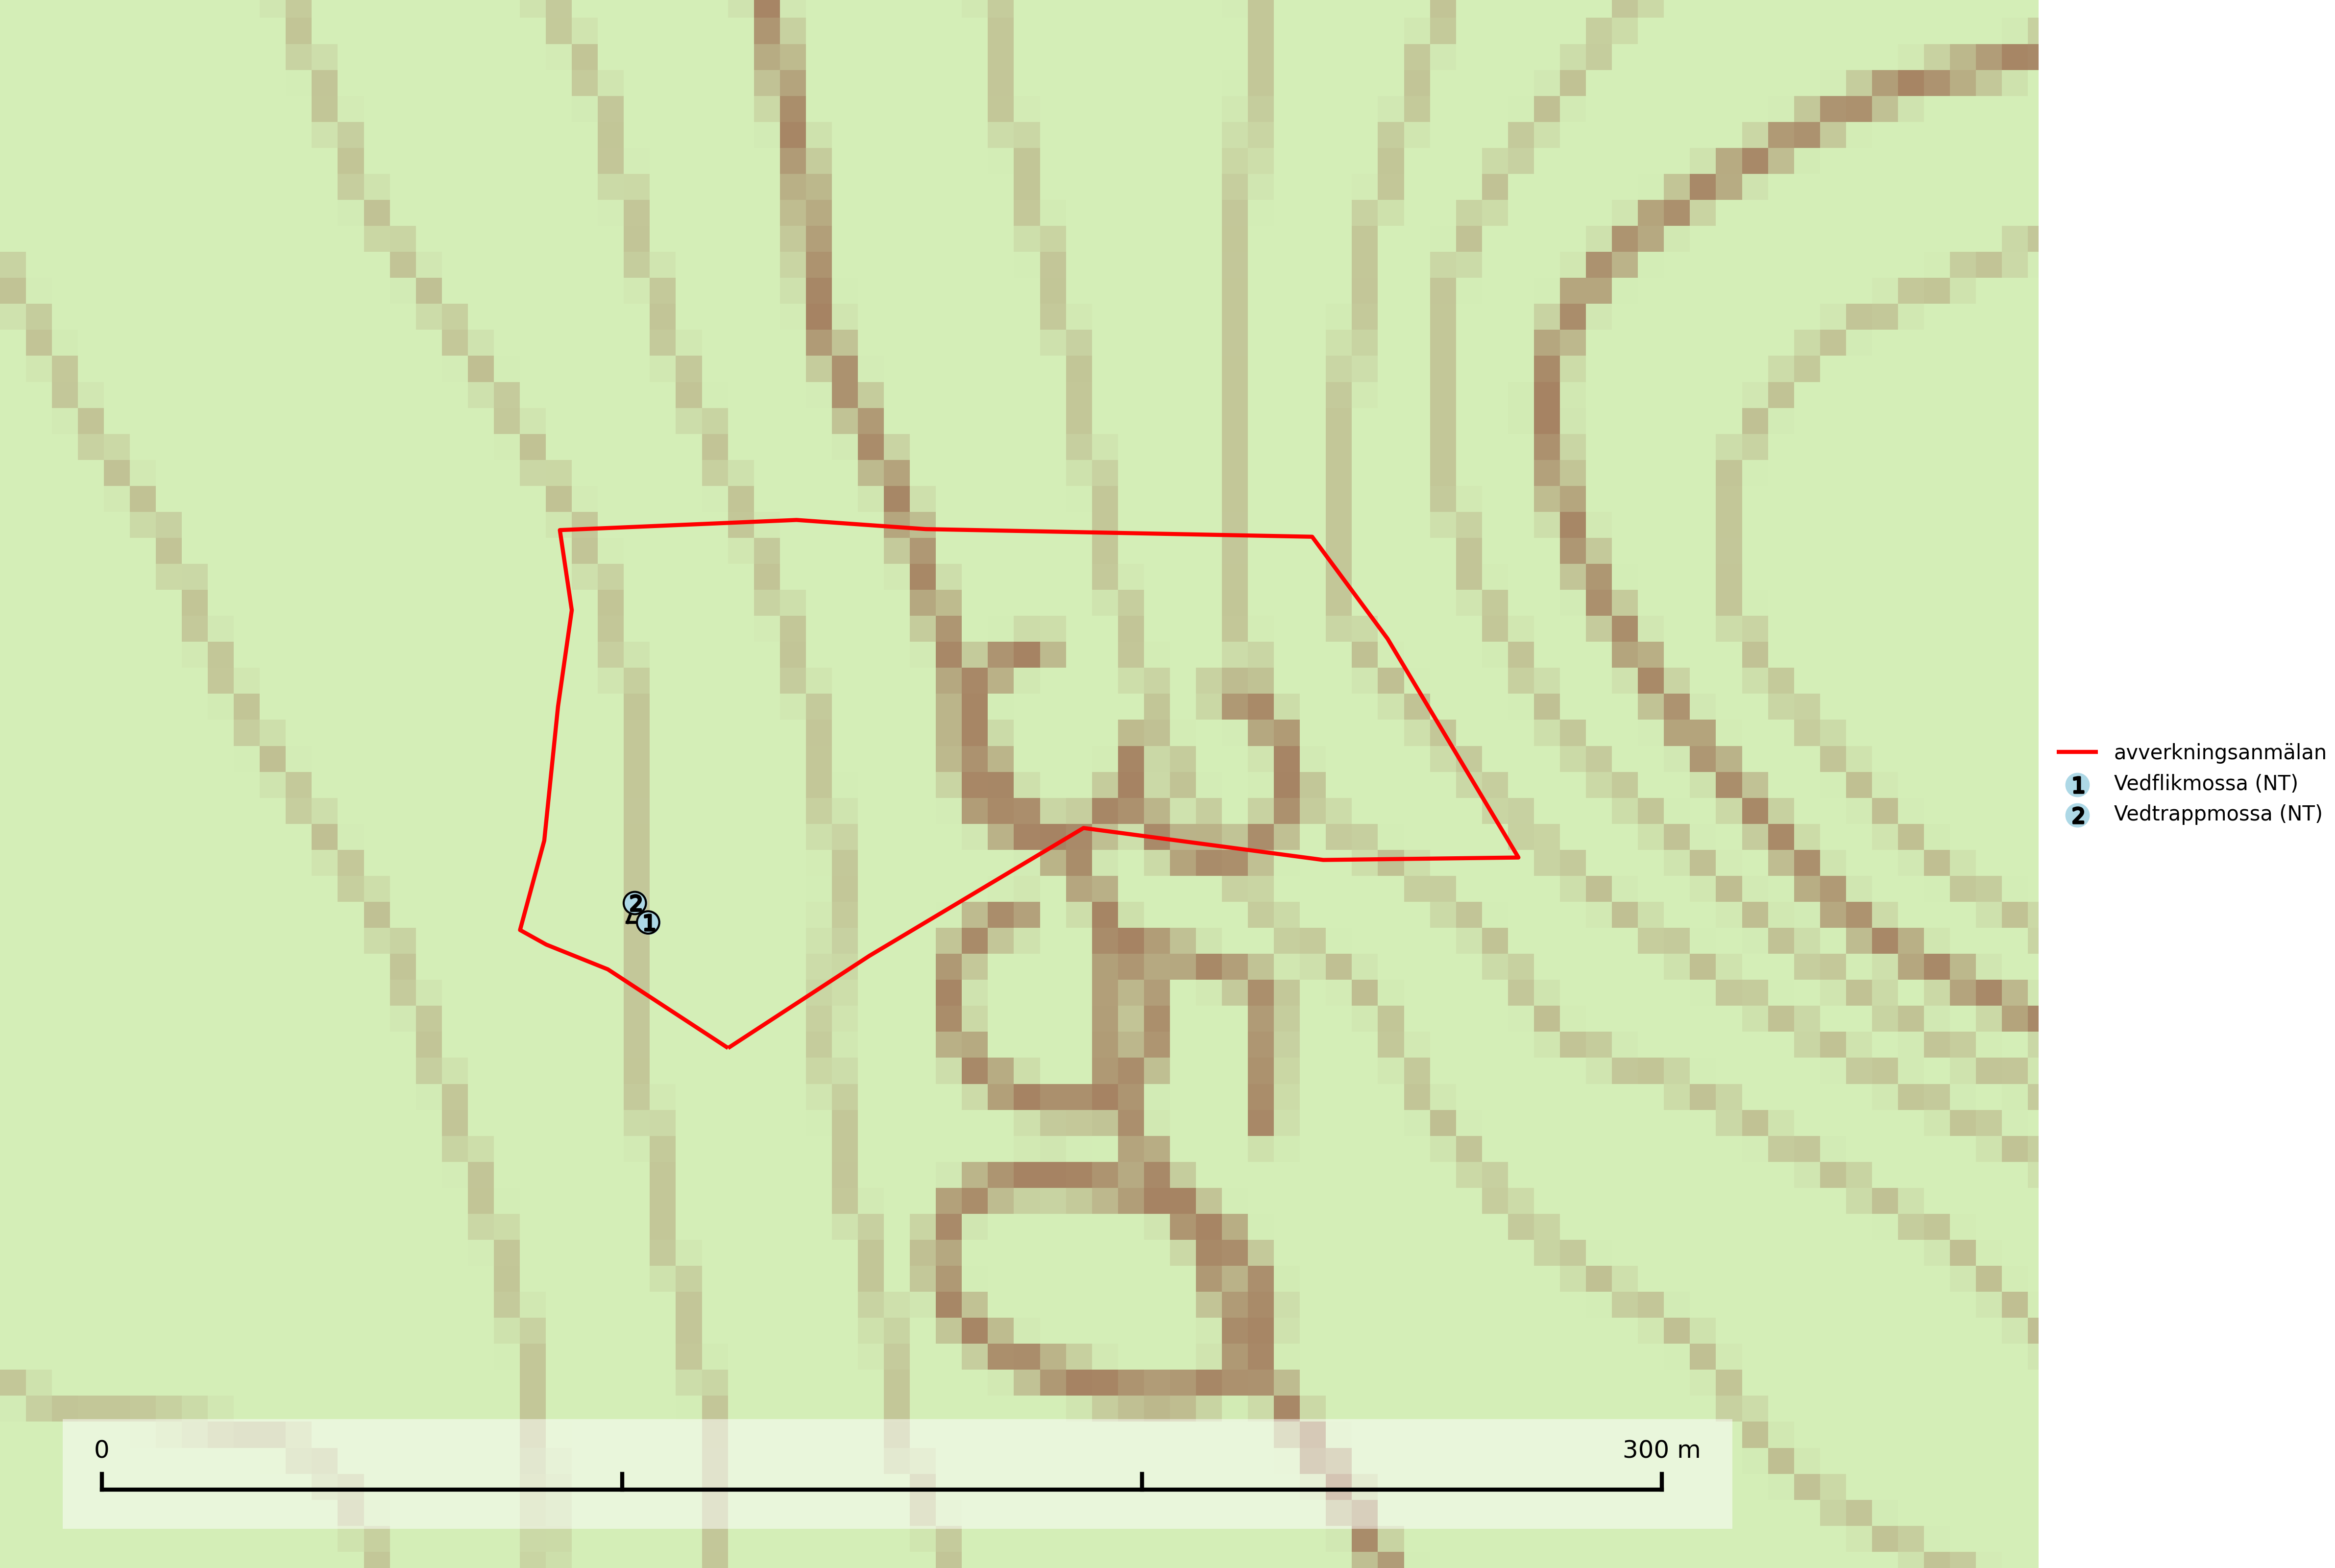 avverkningsanmälan
1 Vedflikmossa (NT)
2 Vedtrappmossa (NT)
2
1
0 300 m